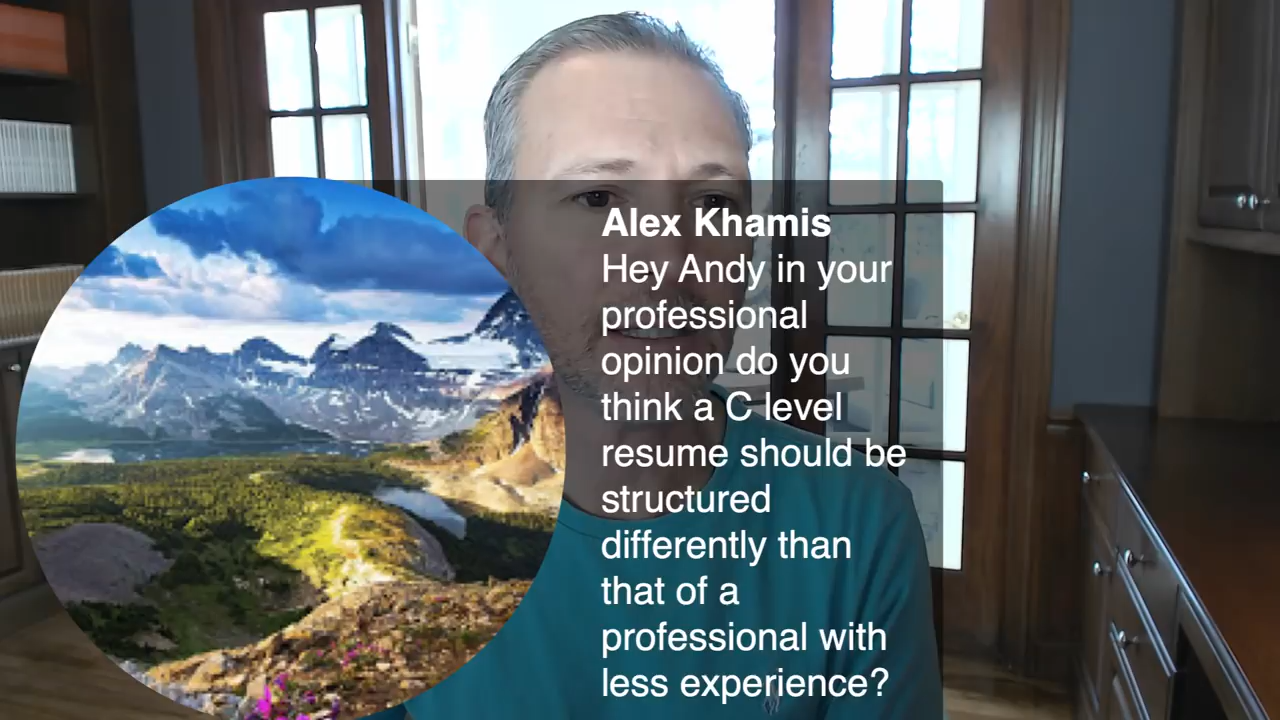 Alex Khamis
Hey Andy in your
professional
opinion do you
think a C level
resume should be
structured
differently than
that of a
professional with
less experience?